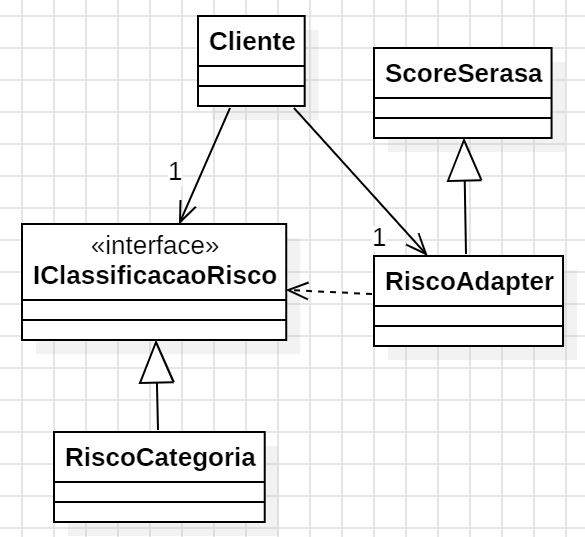 Cliente
ScoreSerasa
1
1
«interface»
IClassificacaoRisco
RiscoAdapter
RiscoCategoria